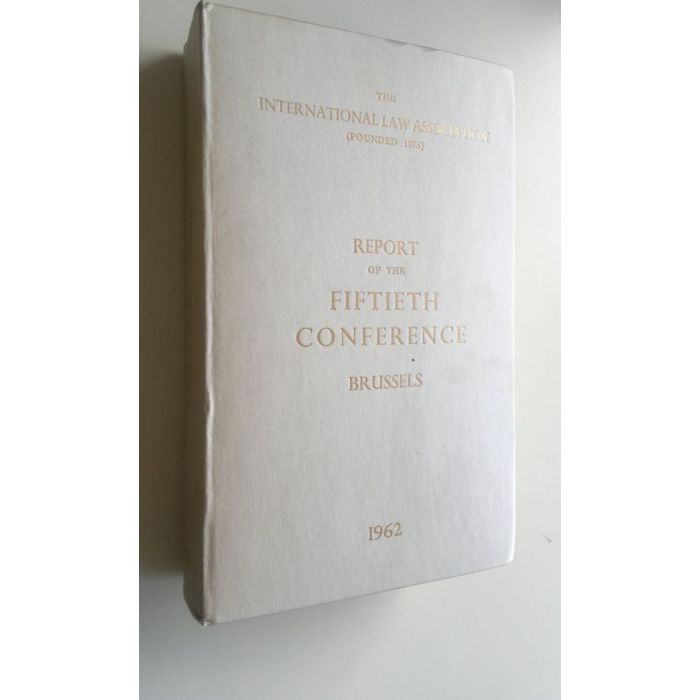 THE
INTERNATIONAL LAW ASSOCIATION
(FOUNDED 1873)
REPORT
OF THE
FIFTIETH
CONFERENCE
BRUSSELS
1962